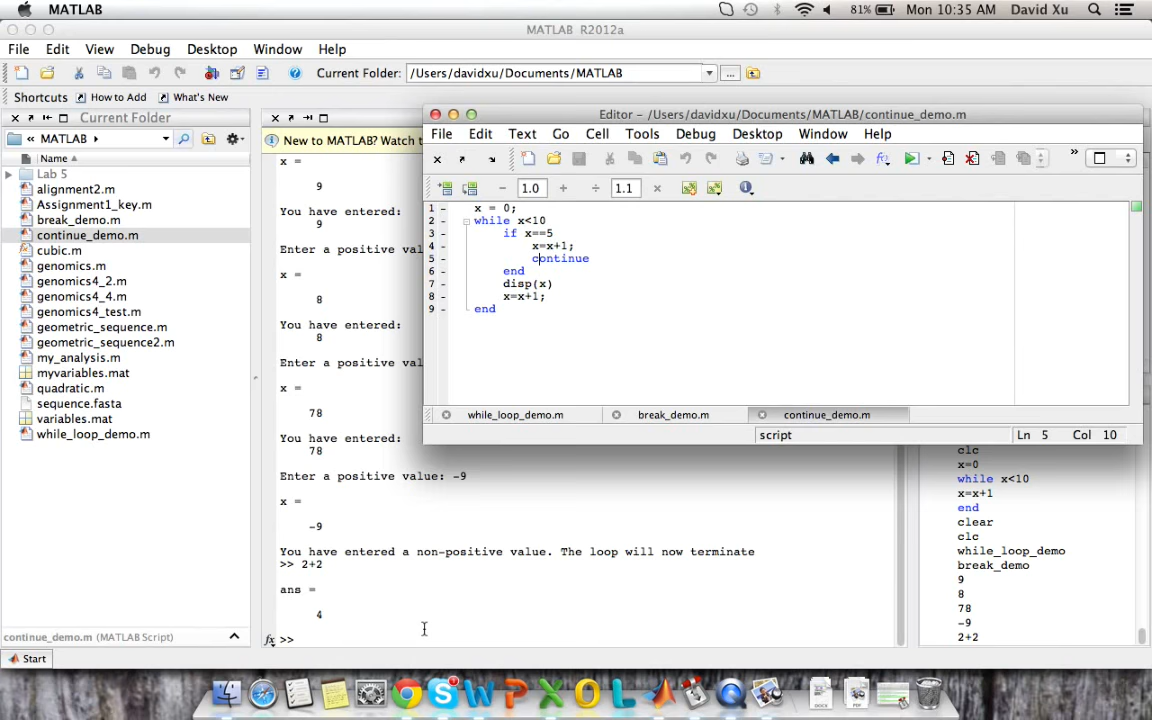 MATLAB
81%
Mon 10:35 AM
David Xu
MATLAB R2012a
File Edit View Debug Desktop Window Help
Current Folder: /Users/davidxu/Documents/MATLAB
...
Shortcuts How to Add What's New
Current Folder
« MATLAB
Name
Lab 5
alignment2.m
Assignment1_key.m
break_demo.m
continue_demo.m
cubic.m
genomics.m
genomics4_2.m
genomics4_4.m
genomics4_test.m
geometric_sequence.m
geometric_sequence2.m
my_analysis.m
myvariables.mat
quadratic.m
sequence.fasta
variables.mat
while_loop_demo.m
continue_demo.m (MATLAB Script)
Start
New to MATLAB? Watch t
x =
9
You have entered:
9
Enter a positive val
x =
8
You have entered:
8
Enter a positive val
x =
78
You have entered:
78
Enter a positive value: -9
x =
-9
You have entered a non-positive value. The loop will now terminate
>> 2+2
ans =
4
fx >>
Editor - /Users/davidxu/Documents/MATLAB/continue_demo.m
File Edit Text Go Cell Tools Debug Desktop Window Help
− 1.0 + ÷ 1.1 ×
1 - x = 0;
2 - while x<10
3 - if x==5
4 - x=x+1;
5 - continue
6 - end
7 - disp(x)
8 - x=x+1;
9 - end
while_loop_demo.m break_demo.m continue_demo.m
script Ln 5 Col 10
clc
x=0
while x<10
x=x+1
end
clear
clc
while_loop_demo
break_demo
9
8
78
-9
2+2